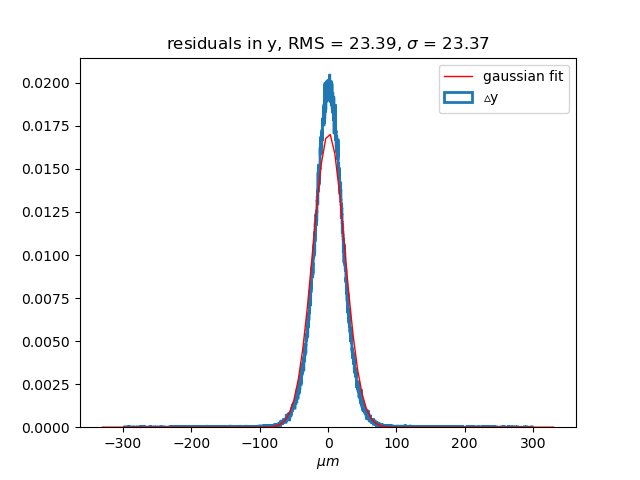 residuals in y, RMS = 23.39, σ = 23.37
gaussian fit
▵y
0.0200
0.0175
0.0150
0.0125
0.0100
0.0075
0.0050
0.0025
0.0000
−300 −200 −100 0 100 200 300
μm